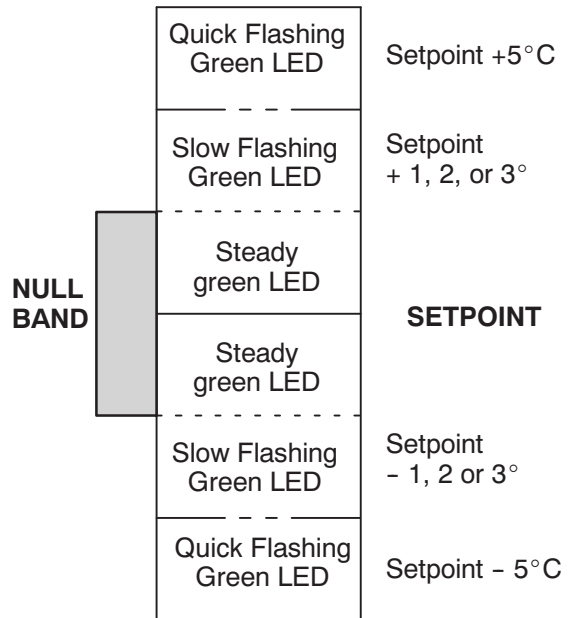 Quick Flashing
Green LED
Setpoint +5°C
Slow Flashing
Green LED
Setpoint
+ 1, 2, or 3°
Steady
green LED
NULL
BAND
SETPOINT
Steady
green LED
Slow Flashing
Green LED
Setpoint
– 1, 2 or 3°
Quick Flashing
Green LED
Setpoint – 5°C